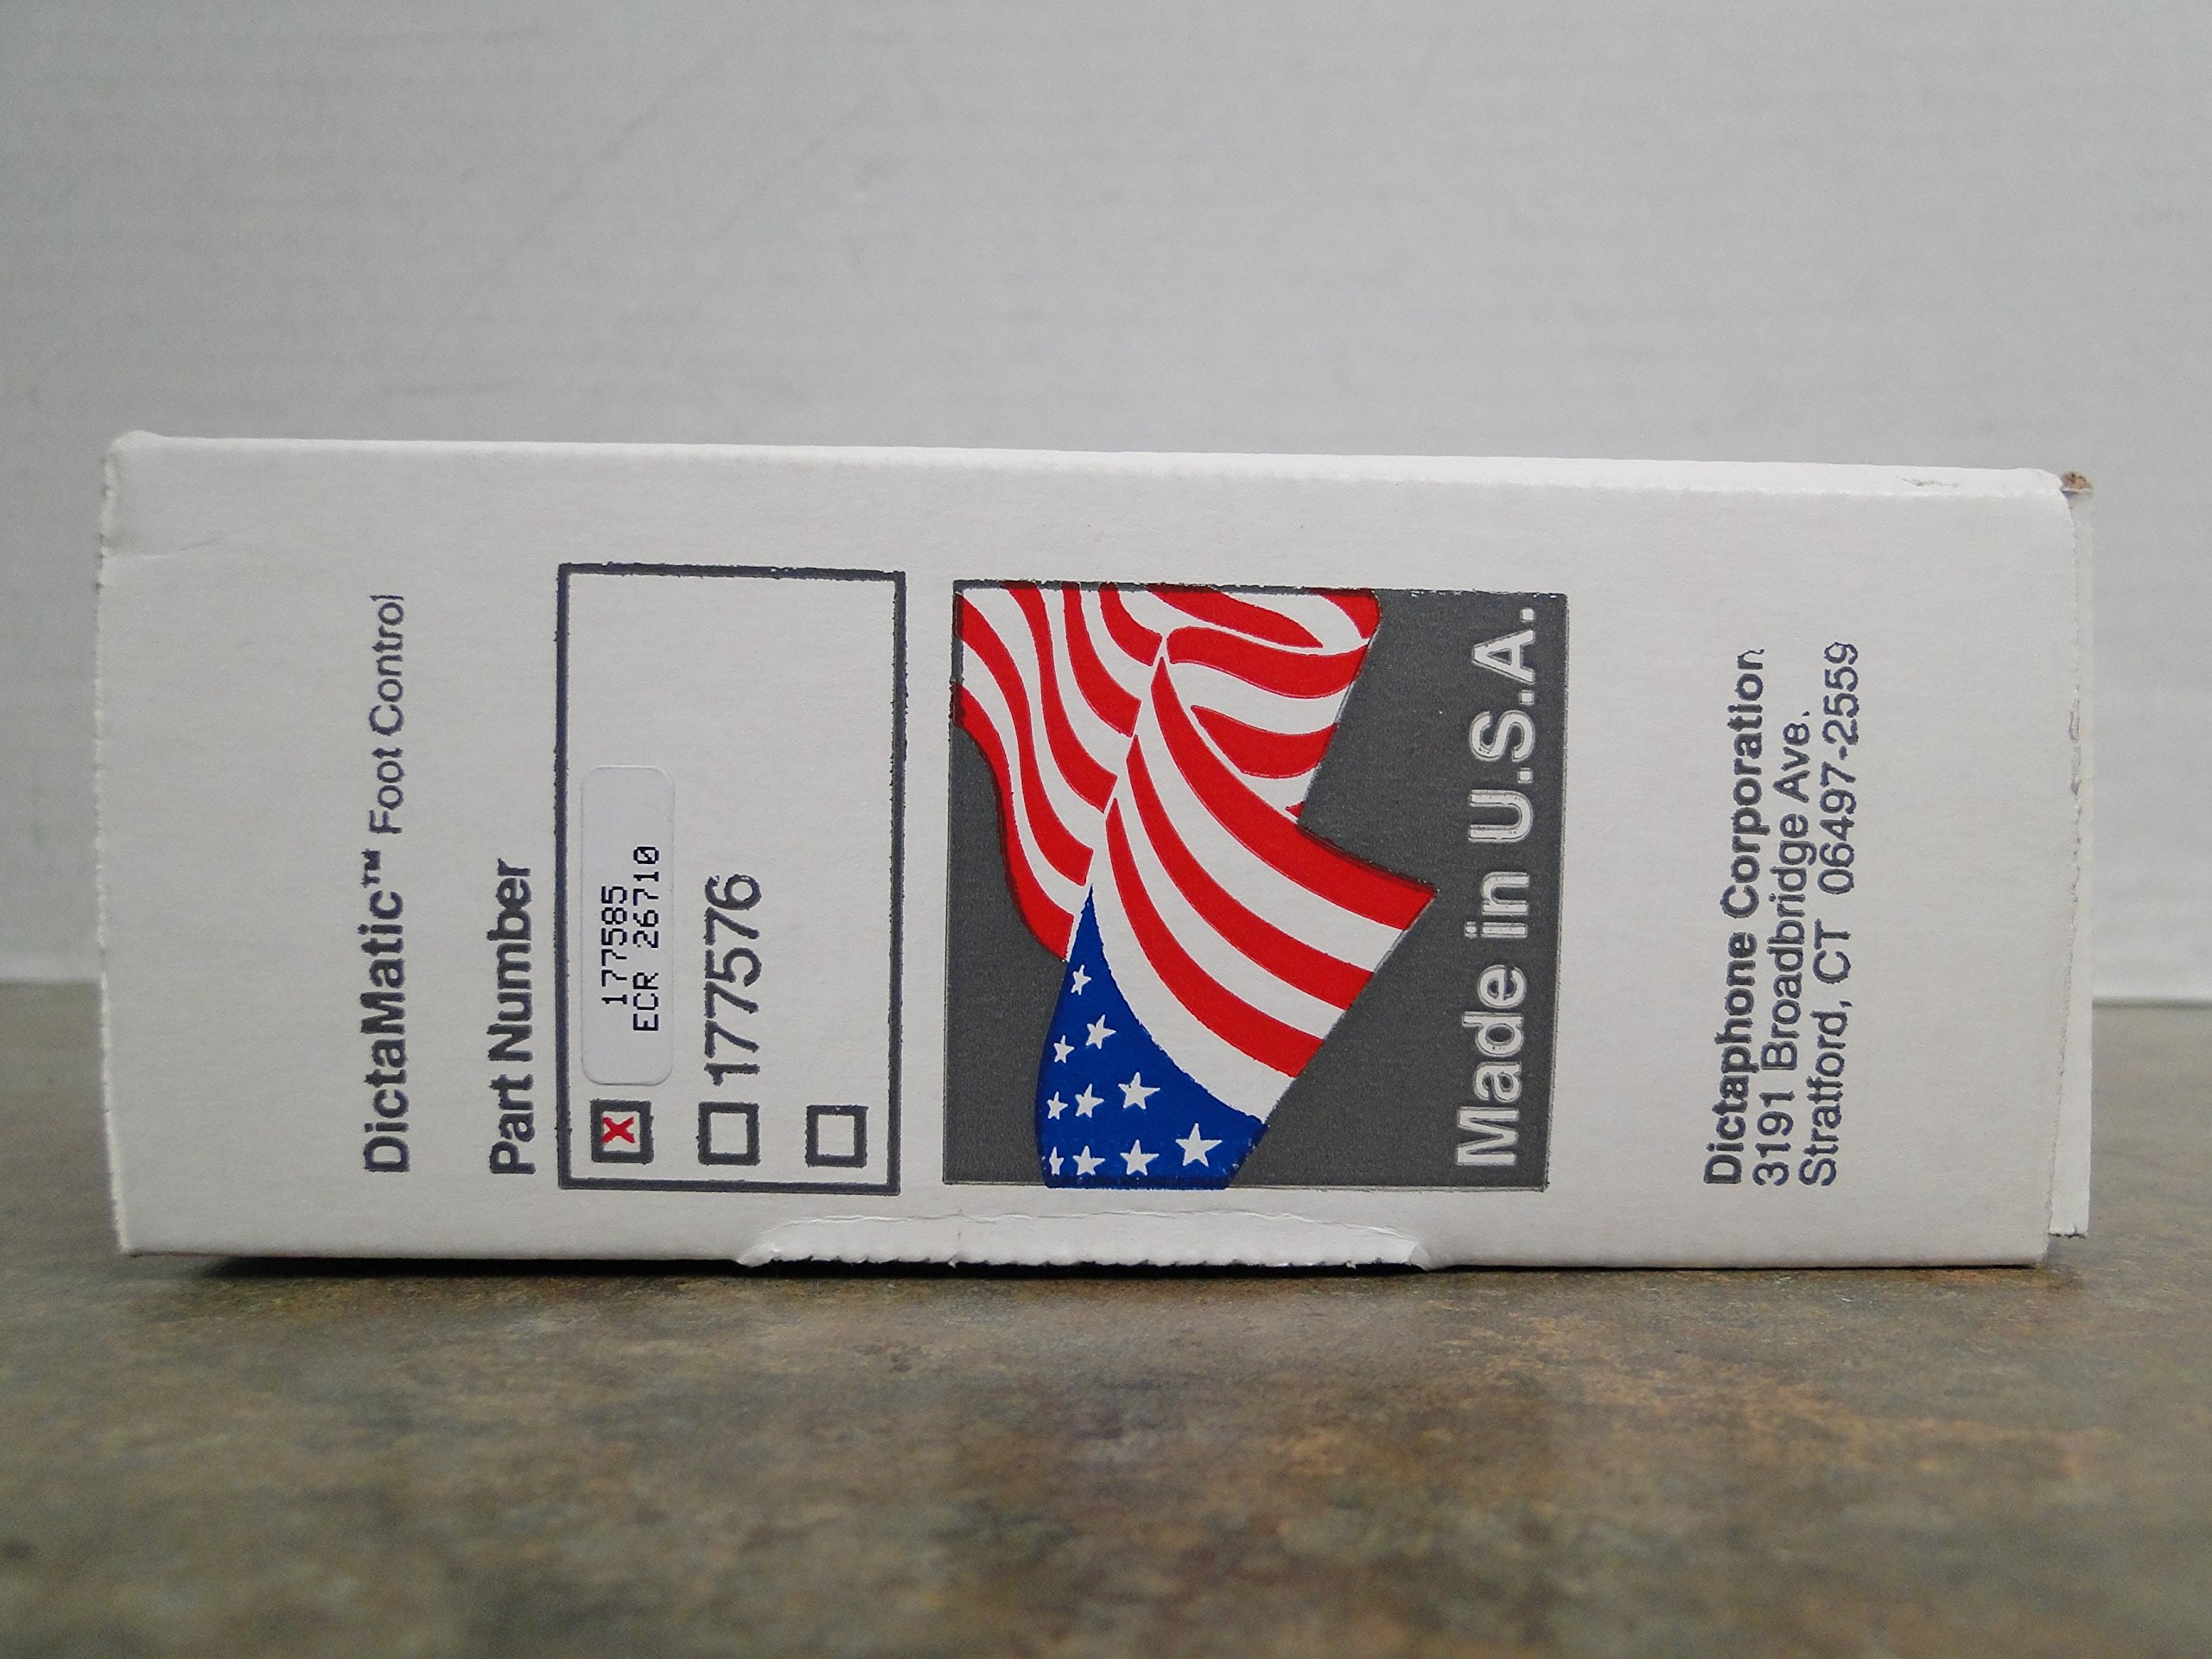 DictaMatic™ Foot Control
Part Number
X 177585
ECR 26710
177576
Made in U.S.A.
Dictaphone Corporation
3191 Broadbridge Ave.
Stratford, CT 06497-2559